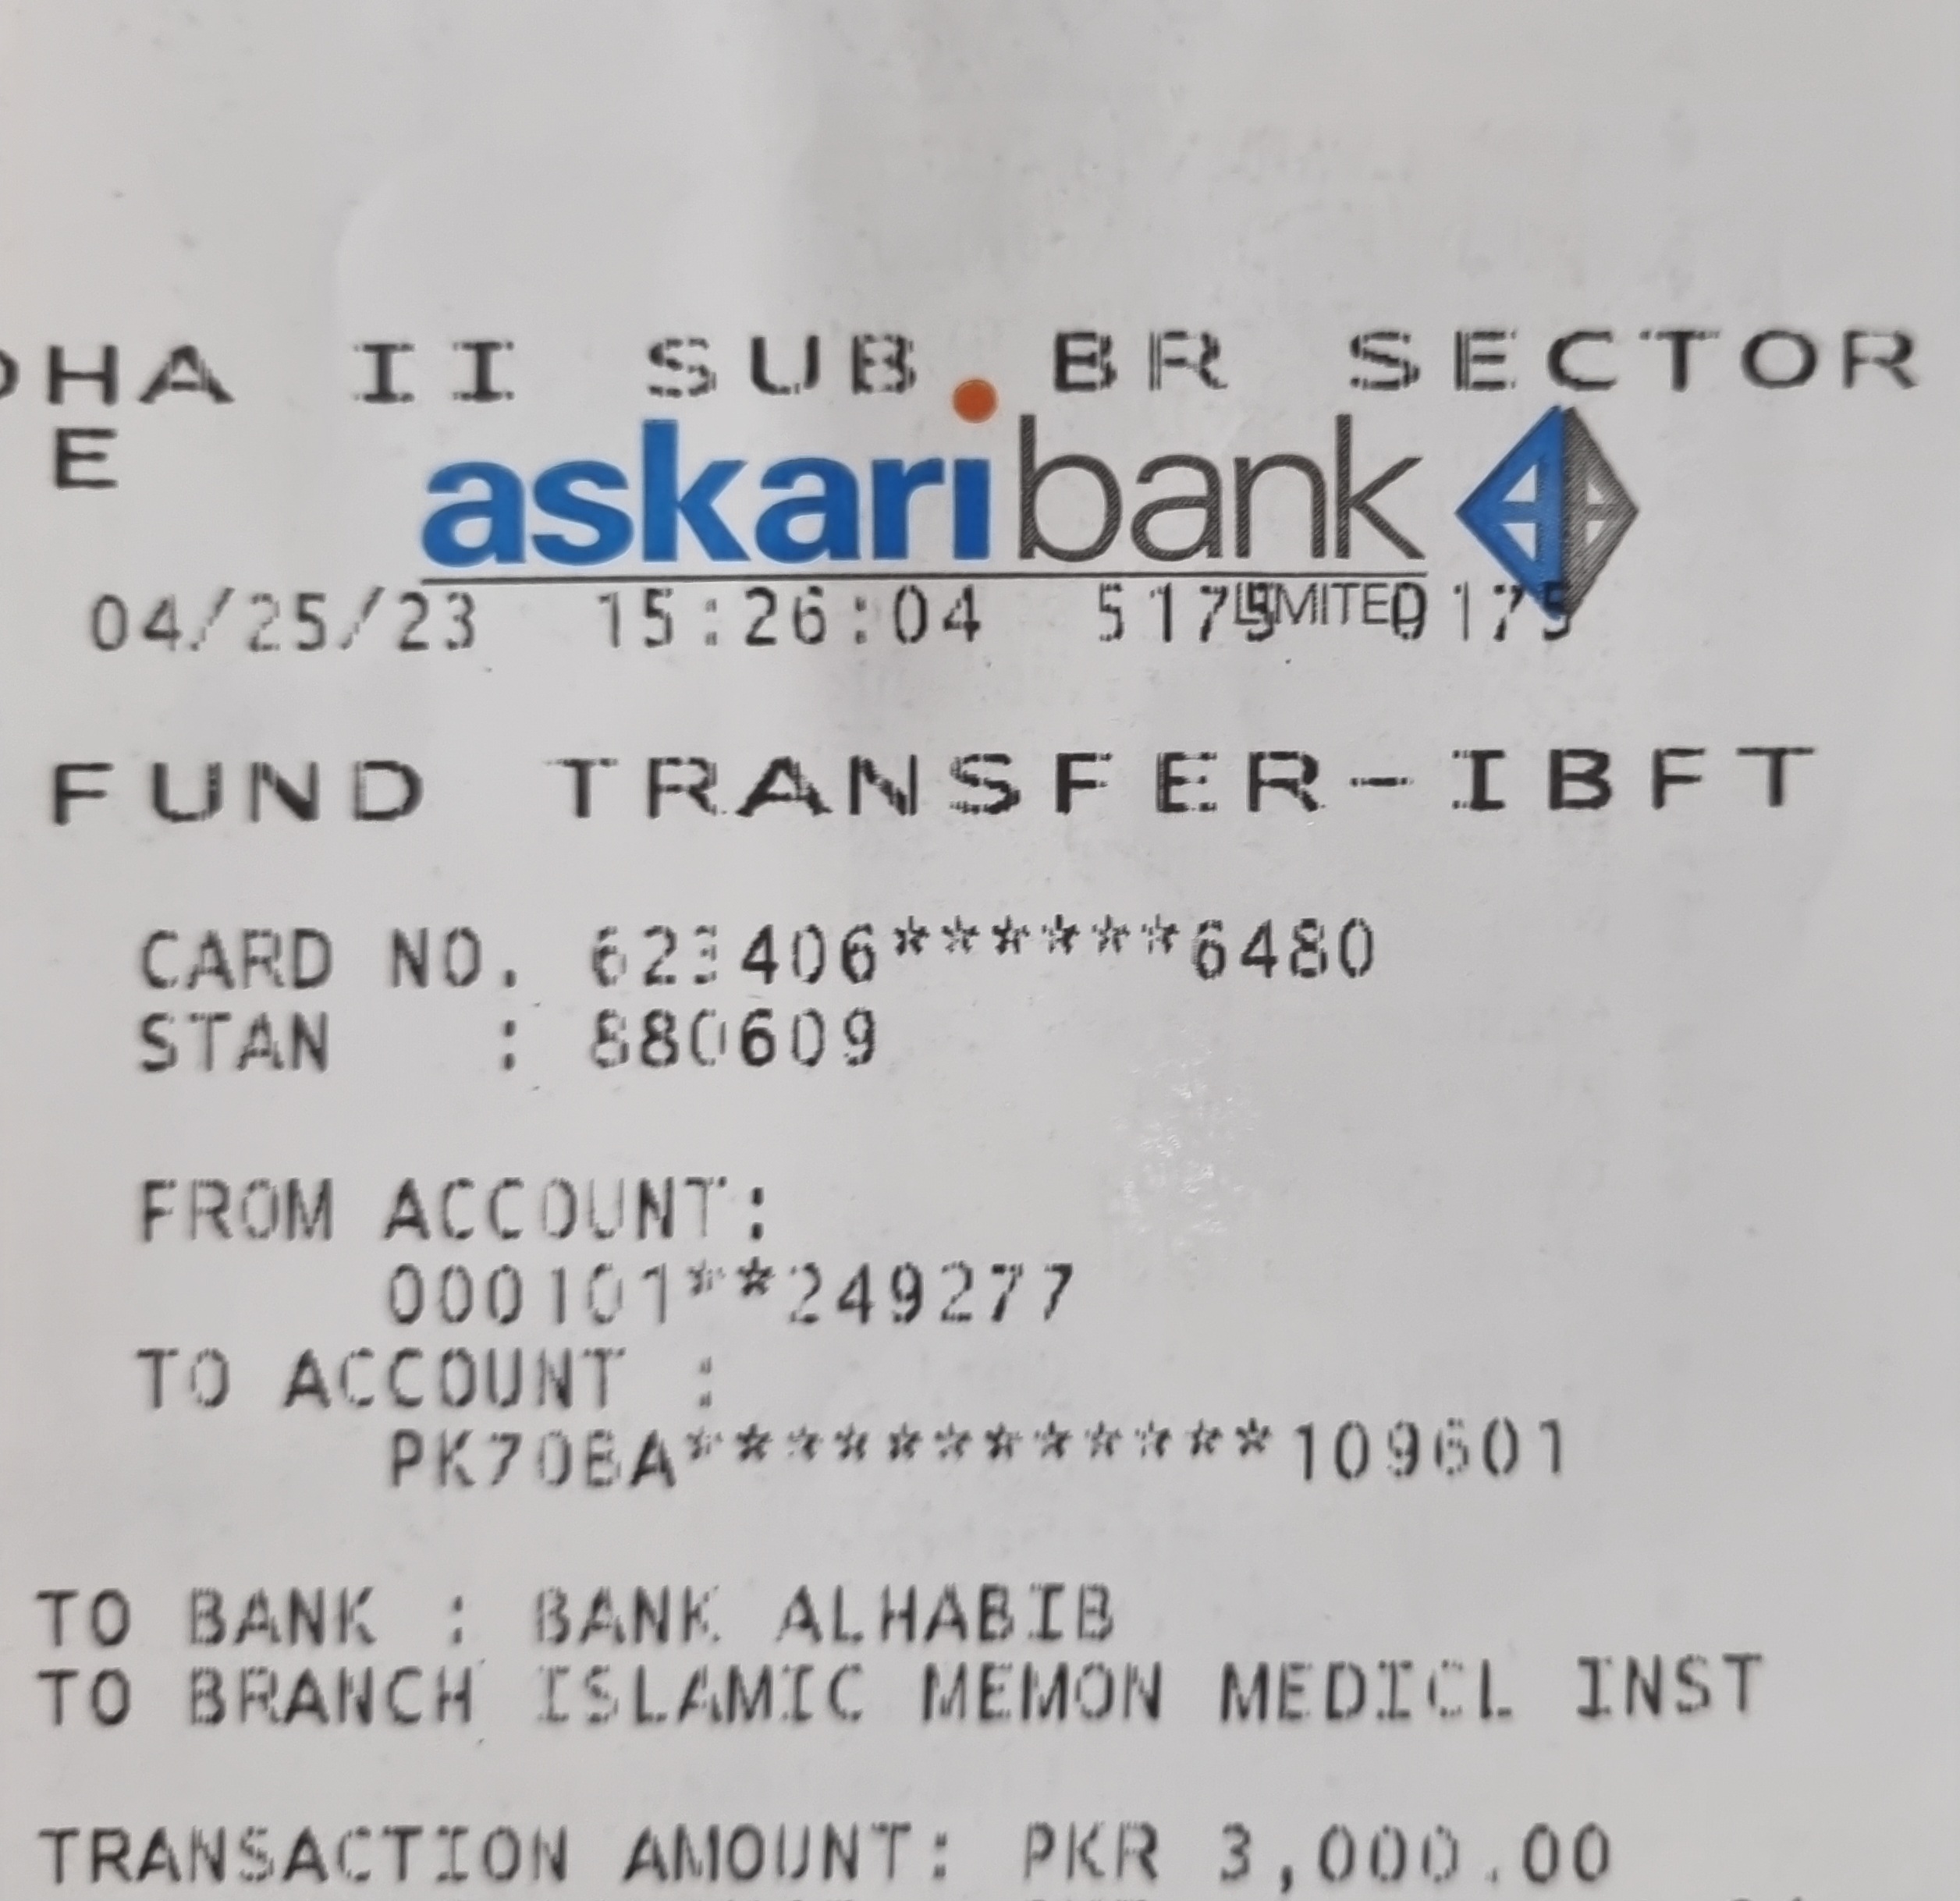 DHA II SUB BR SECTOR
E
askaribank
LIMITED
04/25/23 15:26:04 5175 0175
FUND TRANSFER-IBFT
CARD NO. 623406******6480
STAN : 880609
FROM ACCOUNT:
000101**249277
TO ACCOUNT :
PK70BA************109601
TO BANK : BANK ALHABIB
TO BRANCH ISLAMIC MEMON MEDICL INST
TRANSACTION AMOUNT: PKR 3,000.00